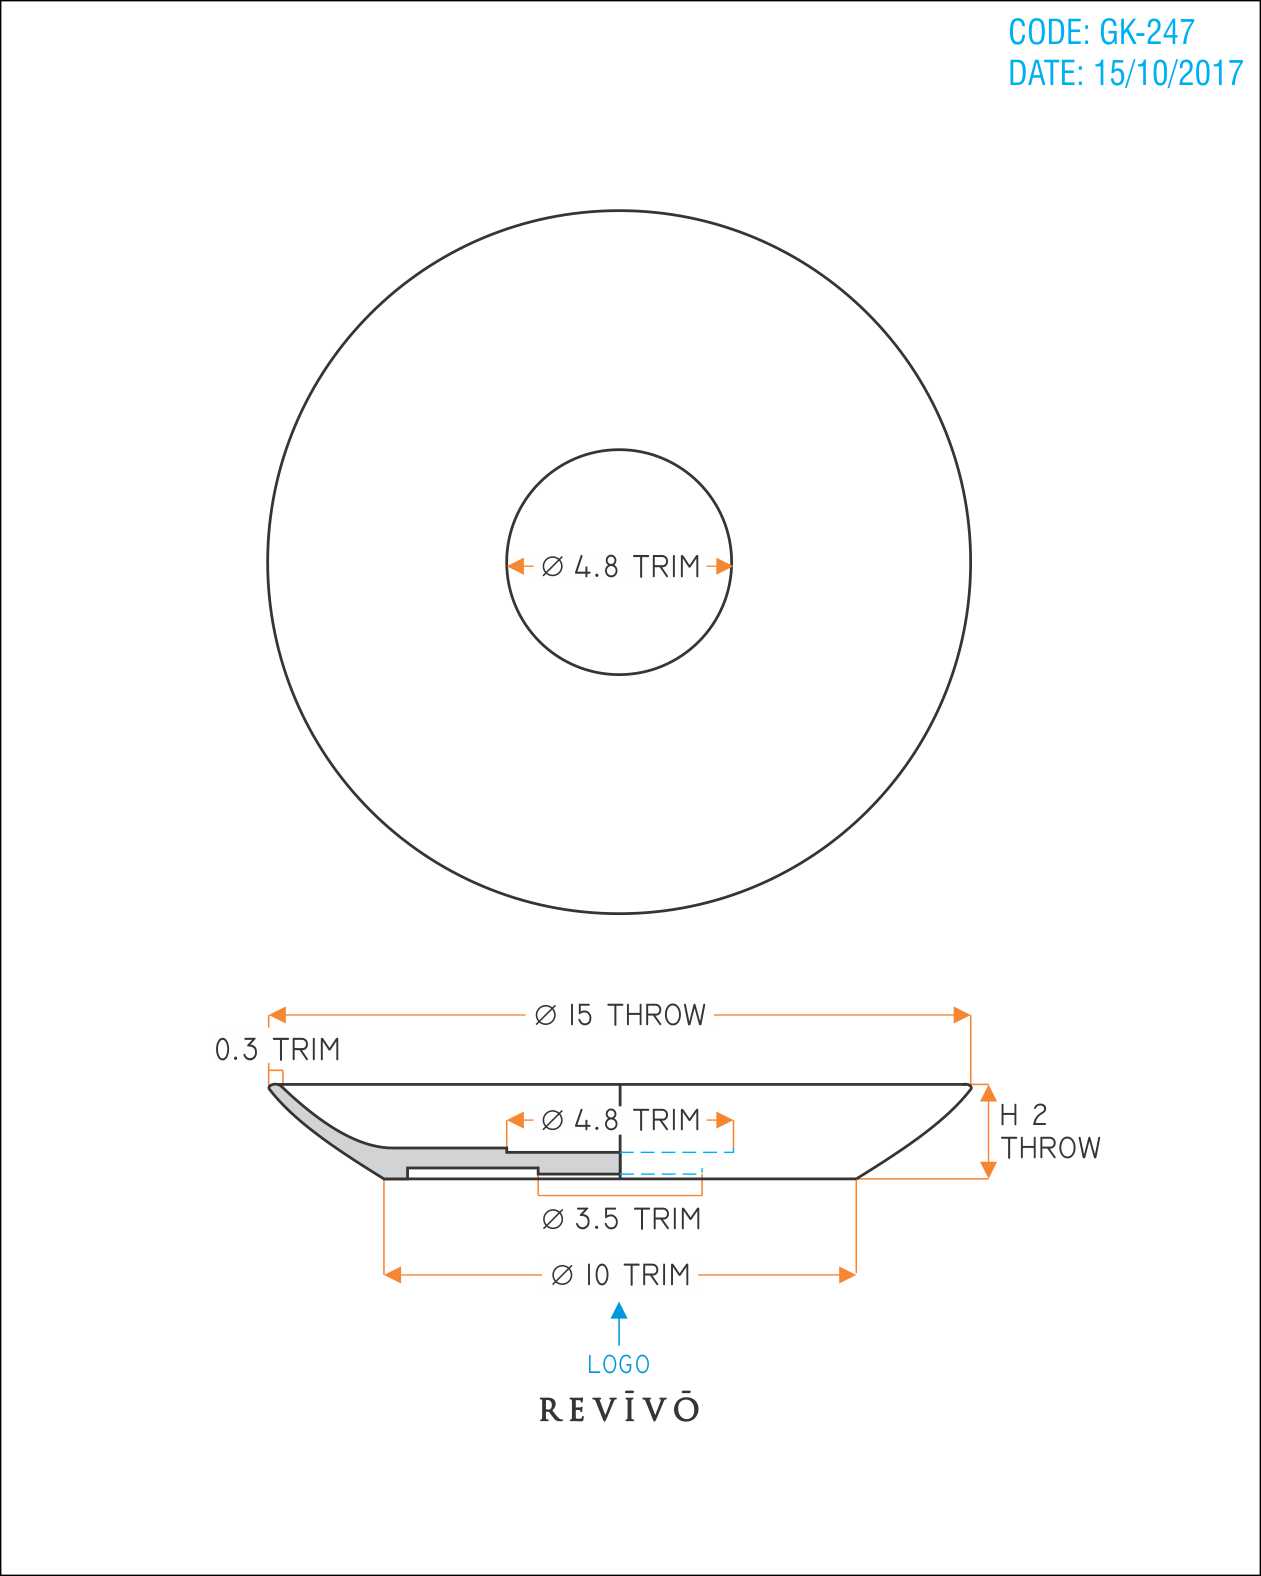 CODE: GK-247
DATE: 15/10/2017
Ø 4.8 TRIM
Ø 15 THROW
0.3 TRIM
Ø 4.8 TRIM
H 2
THROW
Ø 3.5 TRIM
Ø 10 TRIM
LOGO
REVĪVŌ